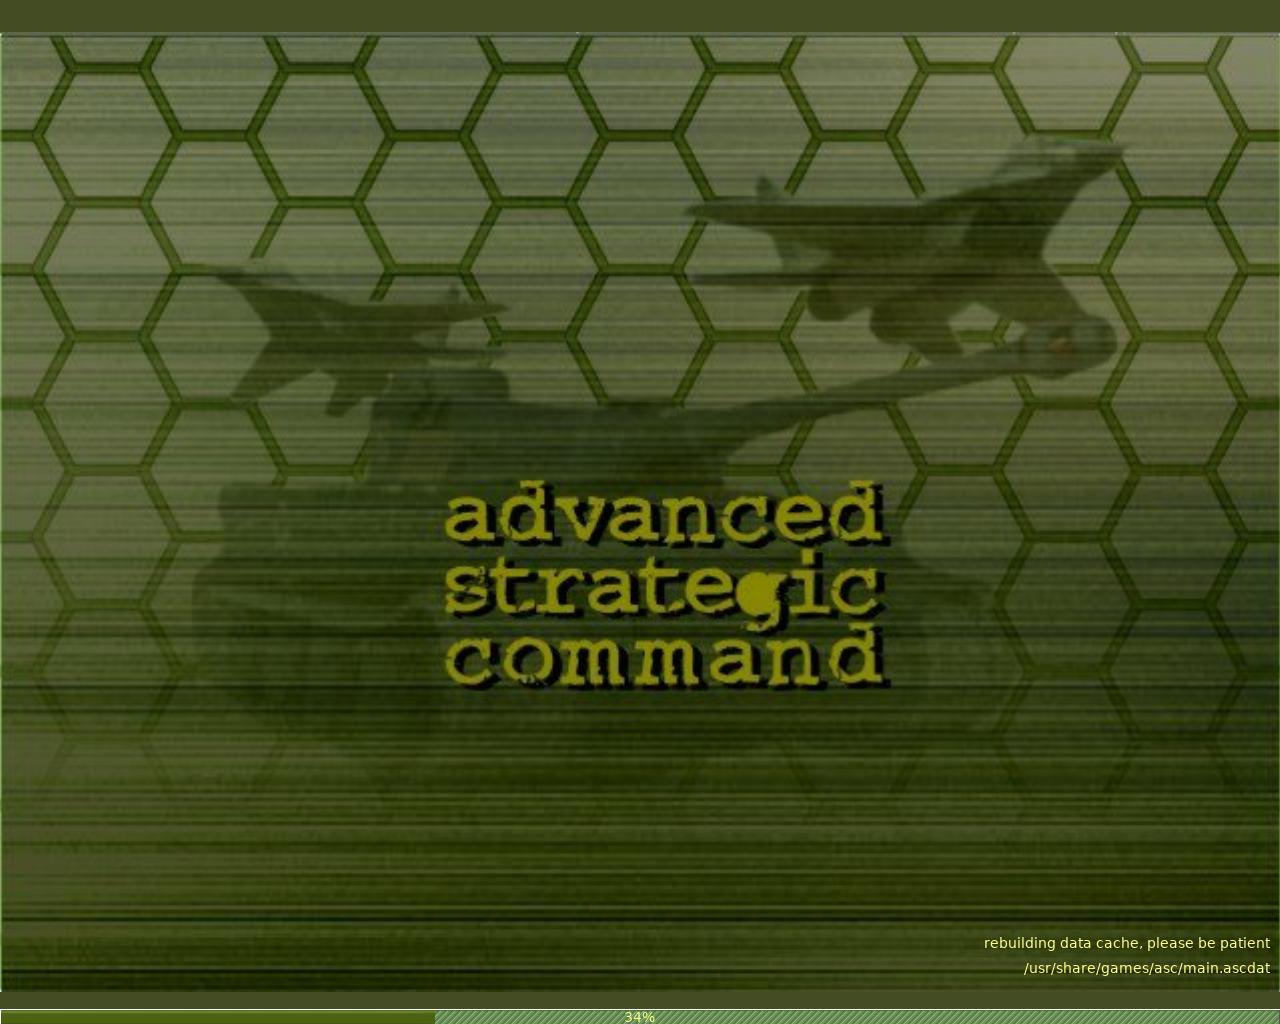 advanced
strategic
command
rebuilding data cache, please be patient
/usr/share/games/asc/main.ascdat
34%